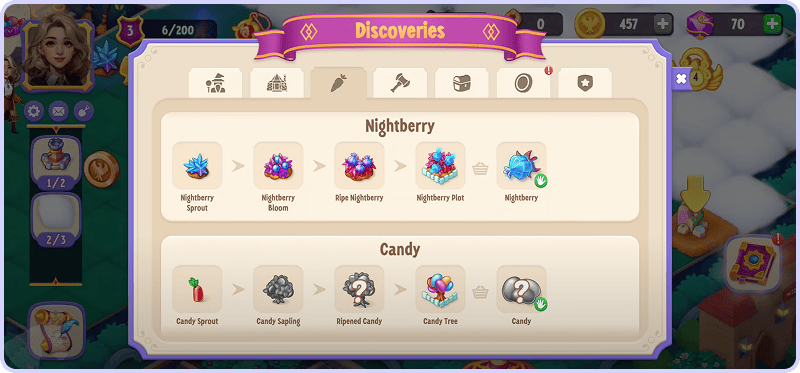 Discoveries
3
6/200
0
457
70
4
1/2
2/3
Nightberry
Nightberry Sprout
Nightberry Bloom
Ripe Nightberry
Nightberry Plot
Nightberry
Candy
Candy Sprout
Candy Sapling
Ripened Candy
Candy Tree
Candy